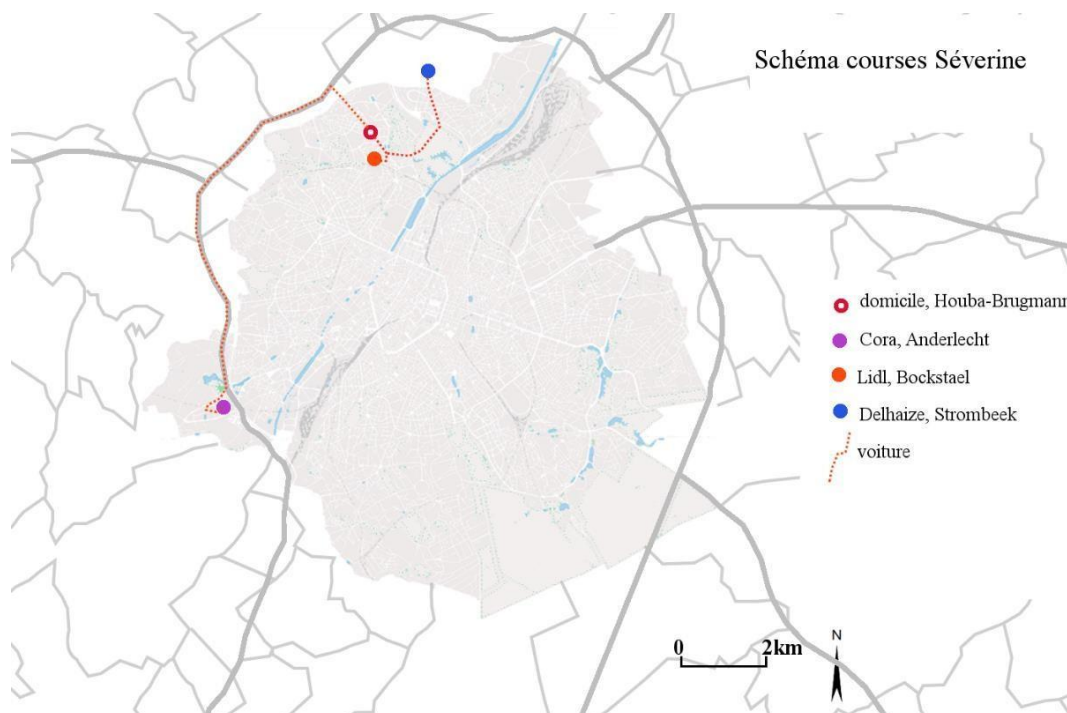 Schéma courses Séverine
domicile, Houba-Brugmann
Cora, Anderlecht
Lidl, Bockstael
Delhaize, Strombeek
voiture
0 2km
N